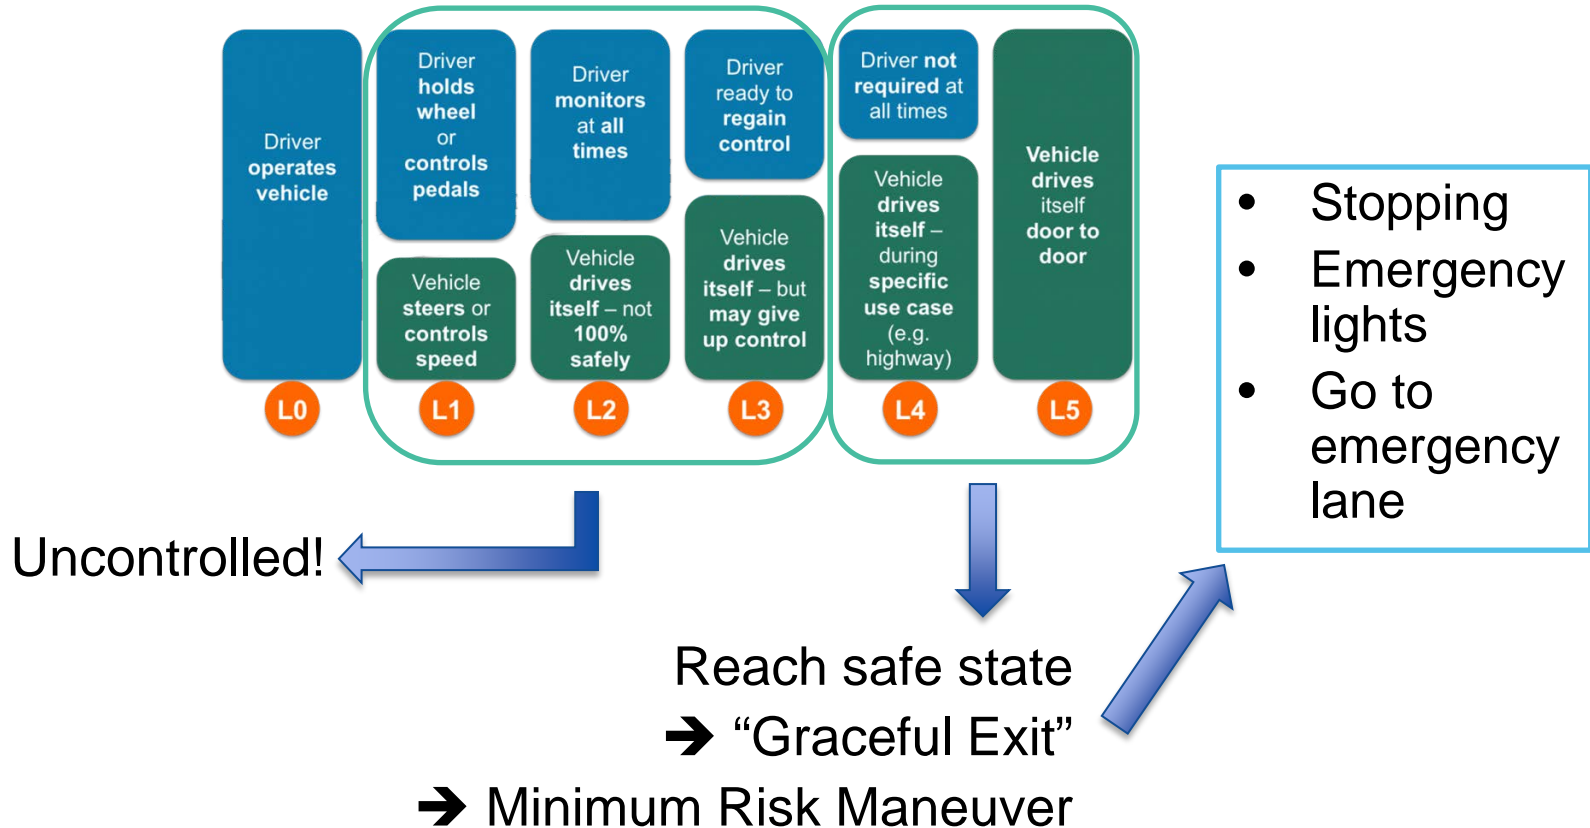 Driver
operates
vehicle
L0
Driver
holds
wheel
or
controls
pedals
Vehicle
steers or
controls
speed
L1
Driver
monitors
at all
times
Vehicle
drives
itself – not
100%
safely
L2
Driver
ready to
regain
control
Vehicle
drives
itself – but
may give
up control
L3
Driver not
required at
all times
Vehicle
drives
itself –
during
specific
use case
(e.g.
highway)
L4
Vehicle
drives
itself
door to
door
L5
• Stopping
• Emergency
lights
• Go to
emergency
lane
Uncontrolled!
Reach safe state
➔ “Graceful Exit”
➔ Minimum Risk Maneuver